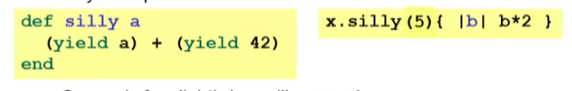 def silly a
(yield a) + (yield 42)
end
x.silly(5){ |b| b*2 }